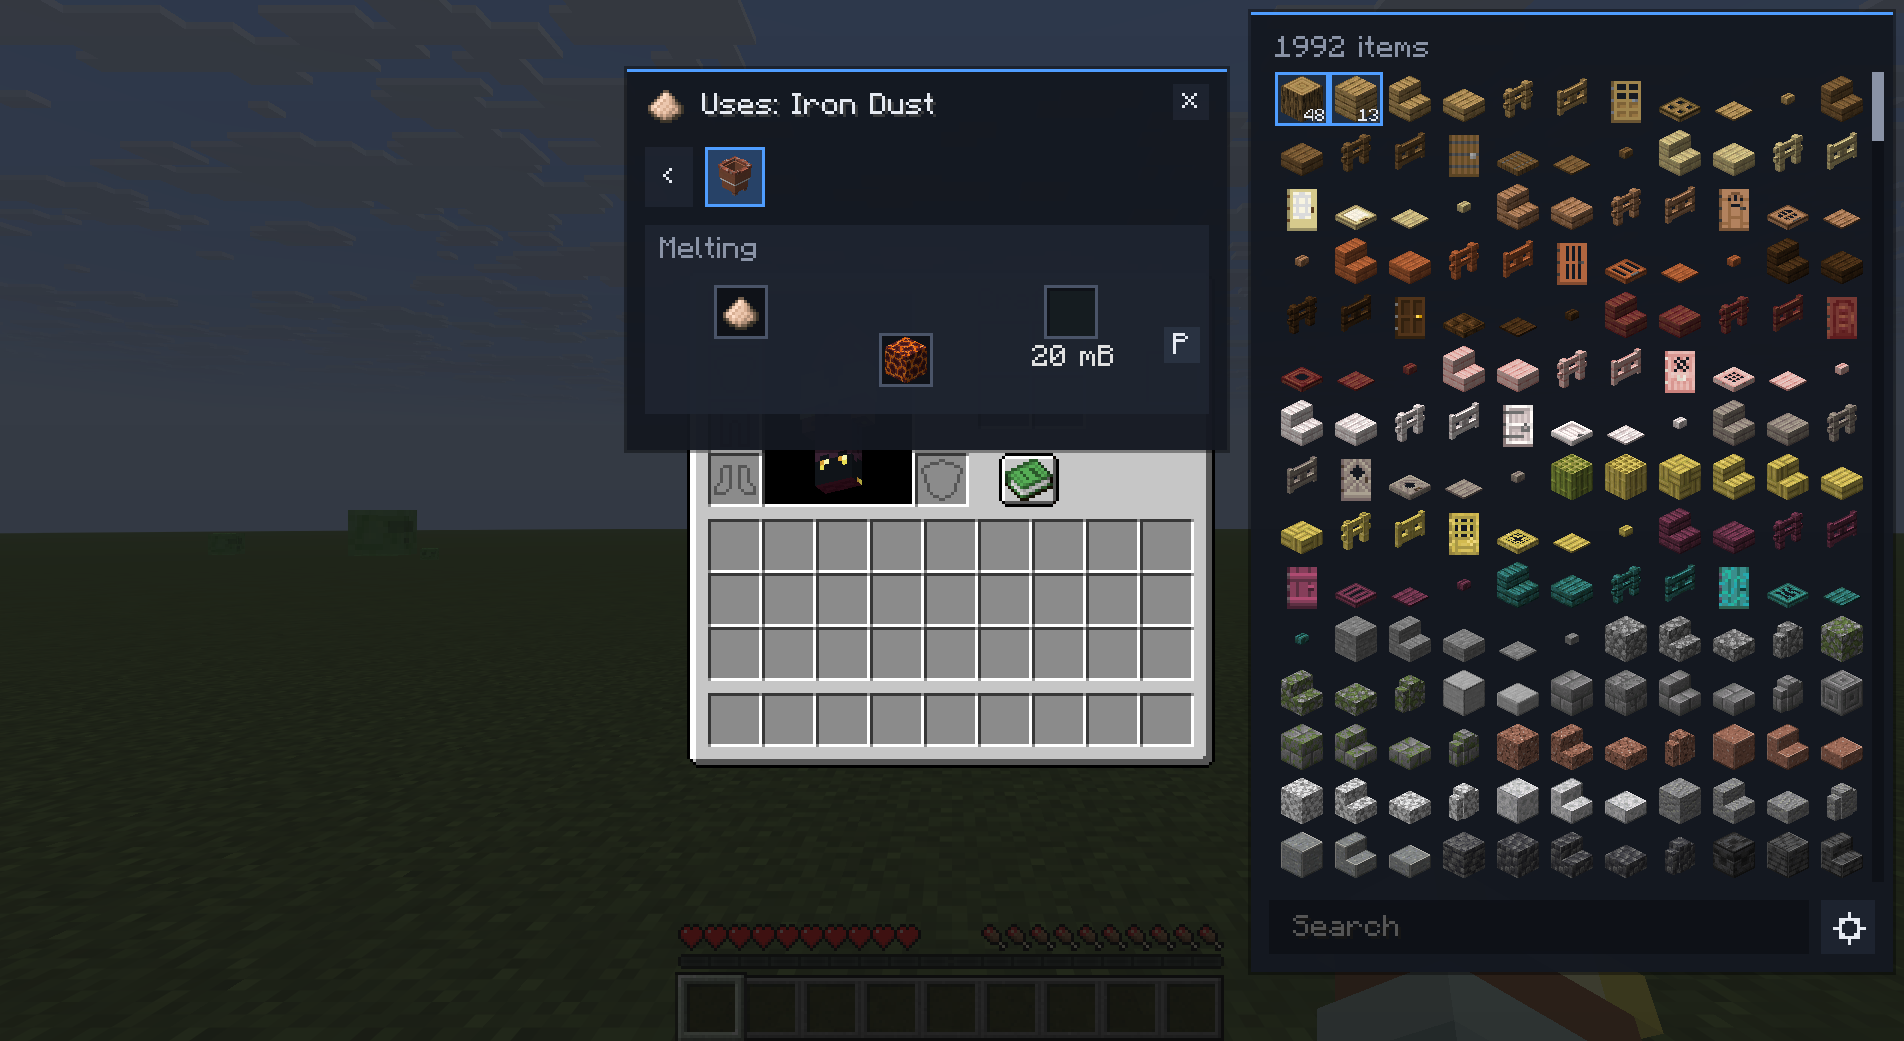 1992 items
48
13
Uses: Iron Dust
X
<
Melting
20 mB
P
Search